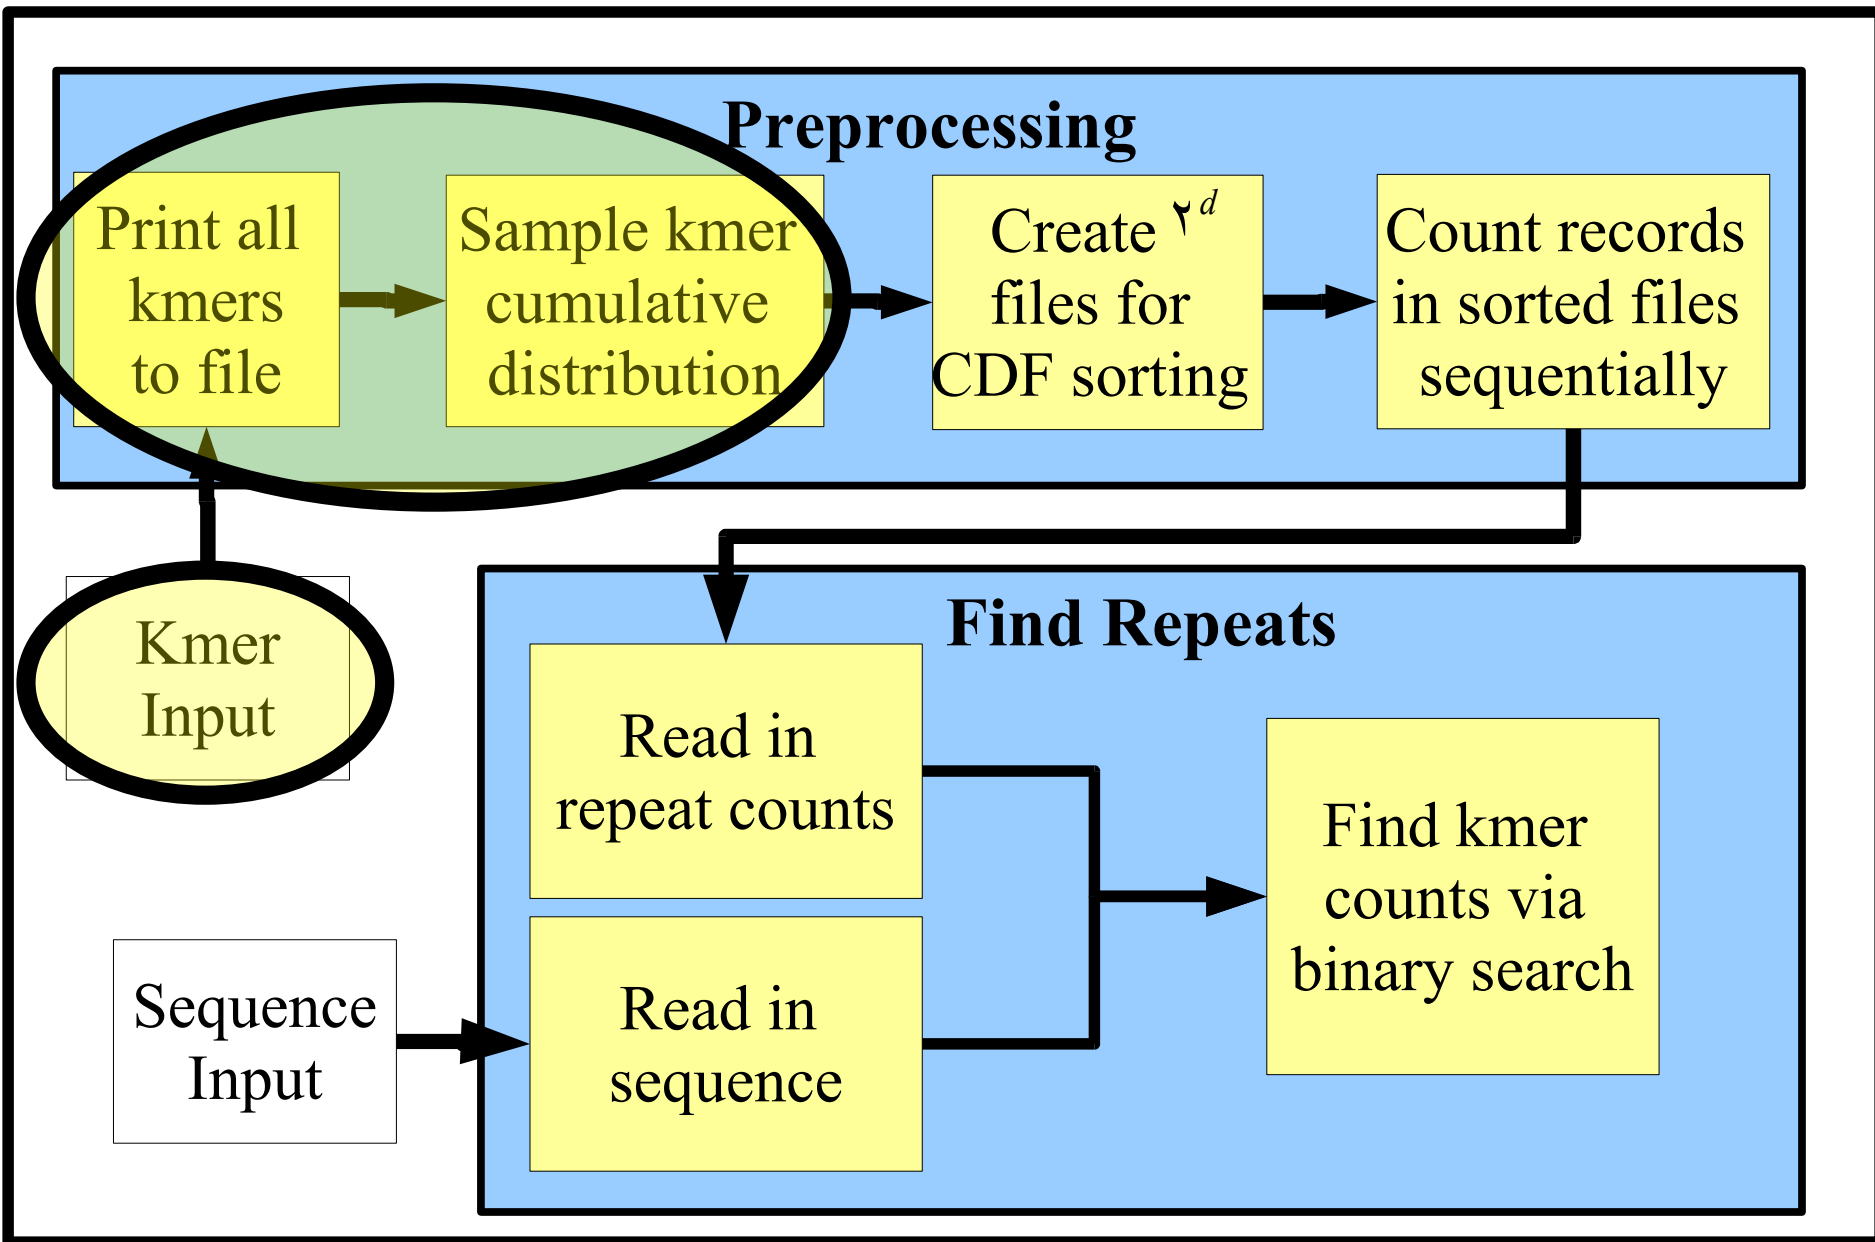 Preprocessing
Print all
kmers
to file
Sample kmer
cumulative
distribution
Create ٢ d
files for
CDF sorting
Count records
in sorted files
sequentially
Kmer
Input
Find Repeats
Read in
repeat counts
Find kmer
counts via
binary search
Sequence
Input
Read in
sequence